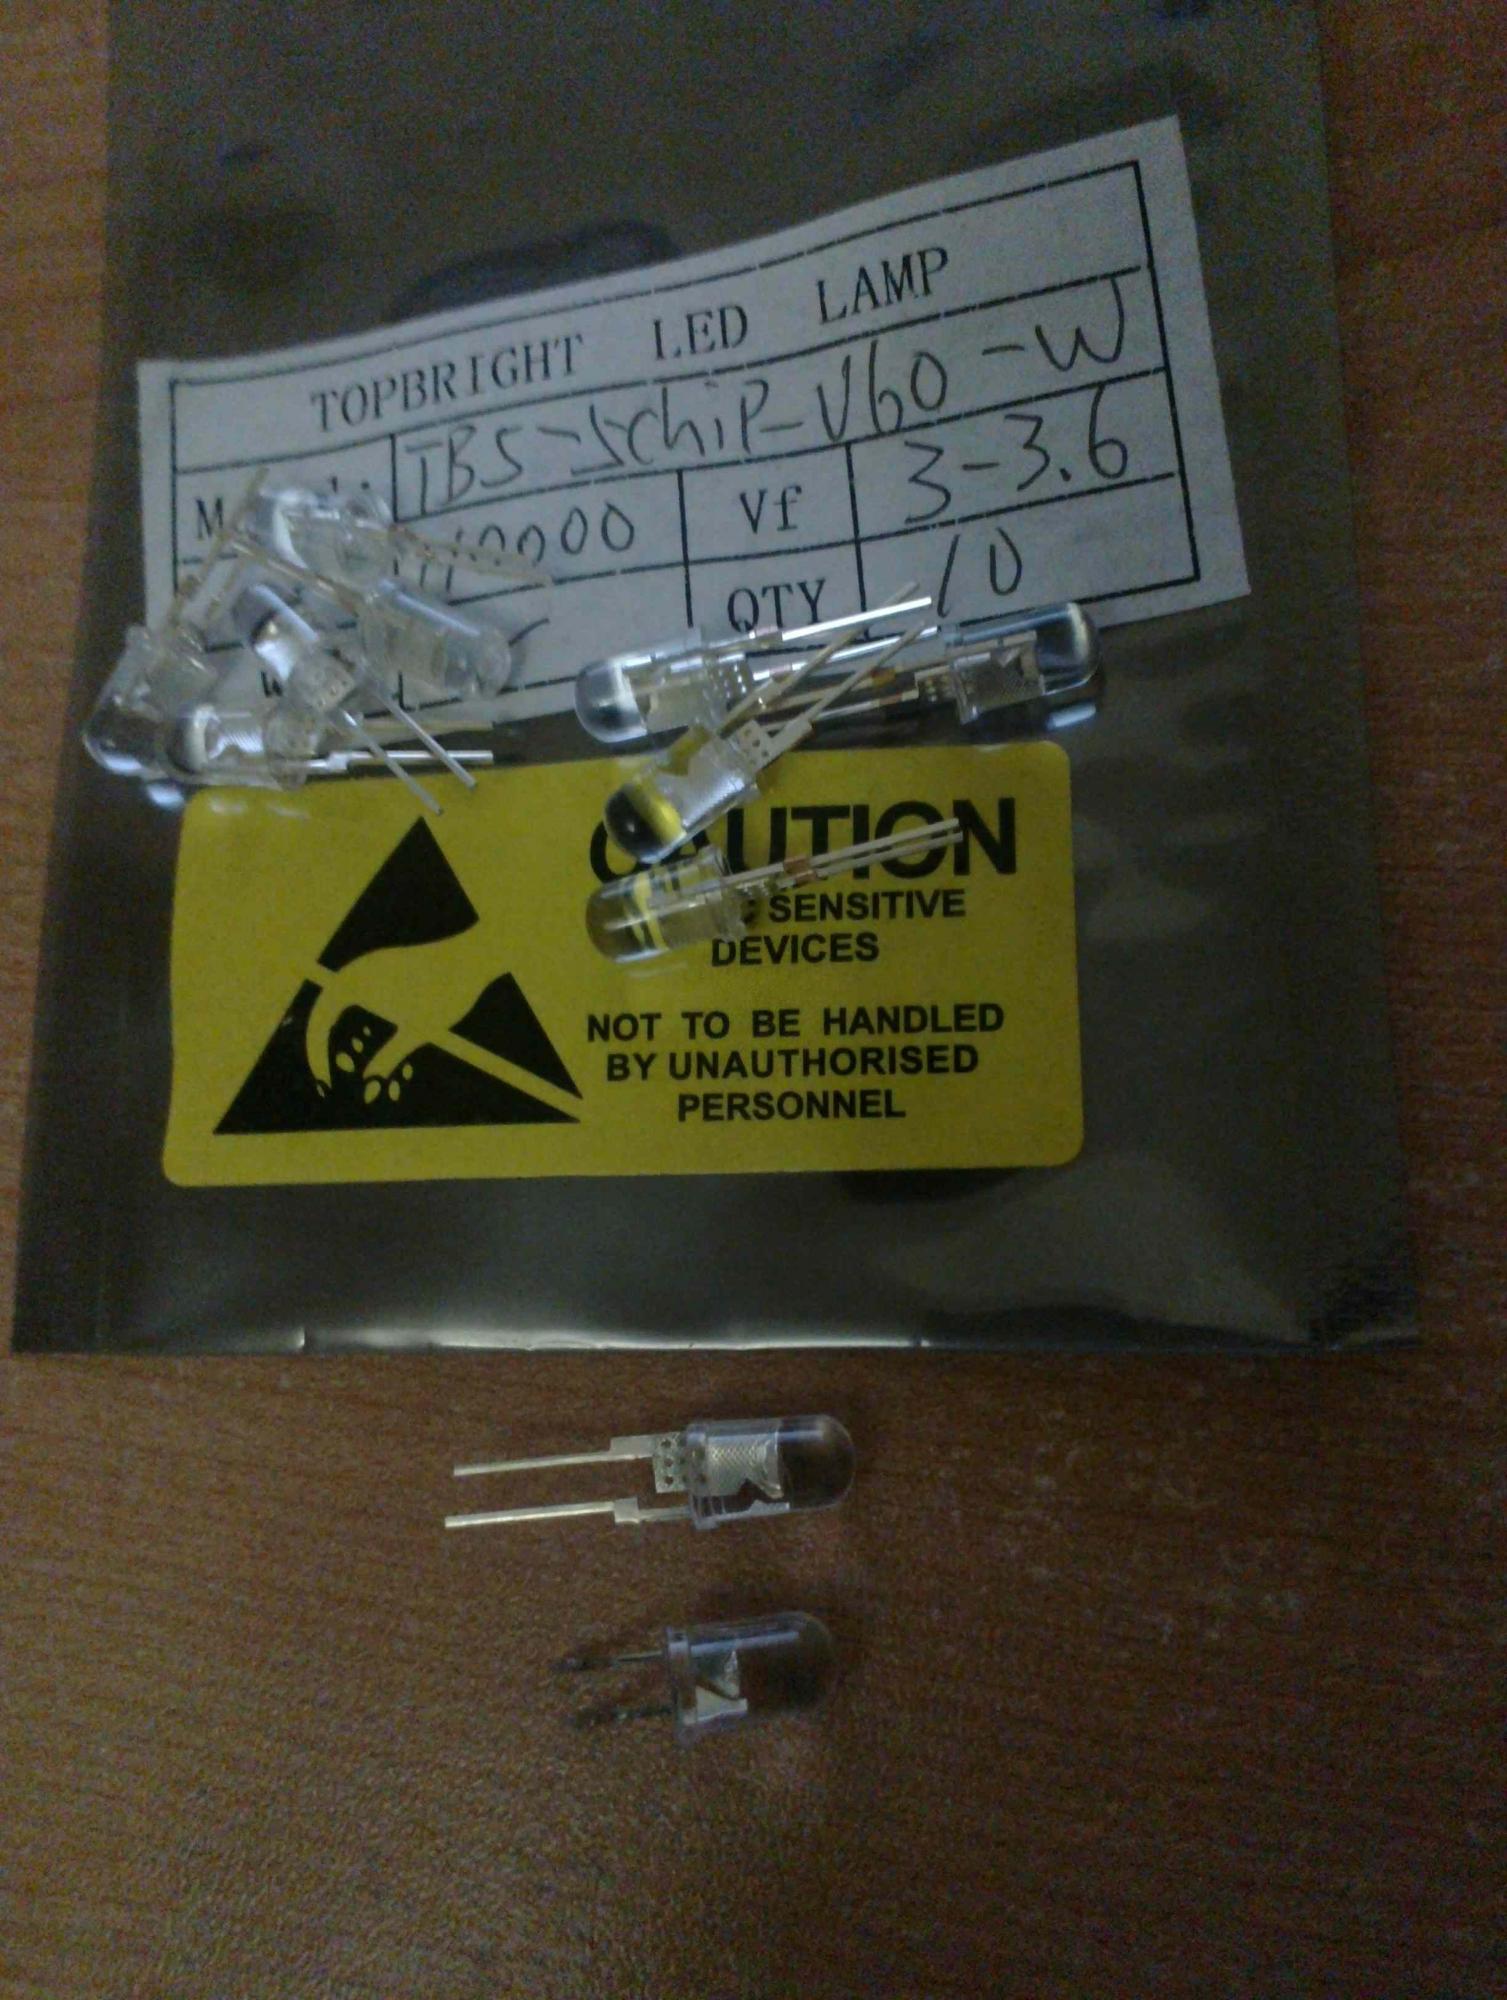 TOPBRIGHT LED LAMP
TB5-5chiP-V60-W
Vf 3-3.6
QTY 10
CAUTION
SENSITIVE
DEVICES
NOT TO BE HANDLED
BY UNAUTHORISED
PERSONNEL